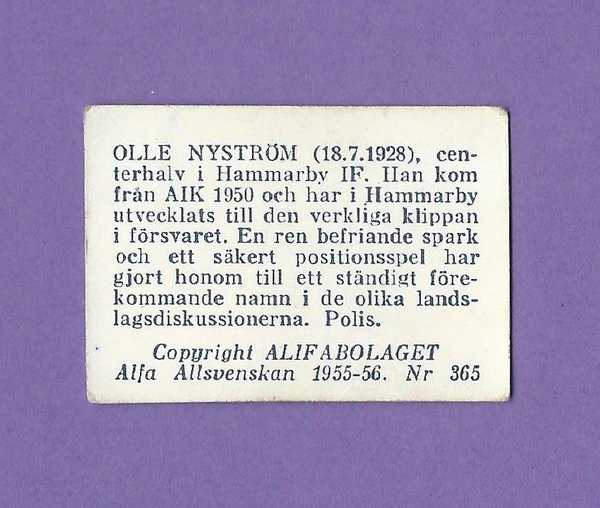 OLLE NYSTRÖM (18.7.1928), cen-
terhalv i Hammarby IF. Han kom
från AIK 1950 och har i Hammarby
utvecklats till den verkliga klippan
i försvaret. En ren befriande spark
och ett säkert positionsspel har
gjort honom till ett ständigt före-
kommande namn i de olika lands-
lagsdiskussionerna. Polis.
Copyright ALIFABOLAGET
Alfa Allsvenskan 1955-56. Nr 365